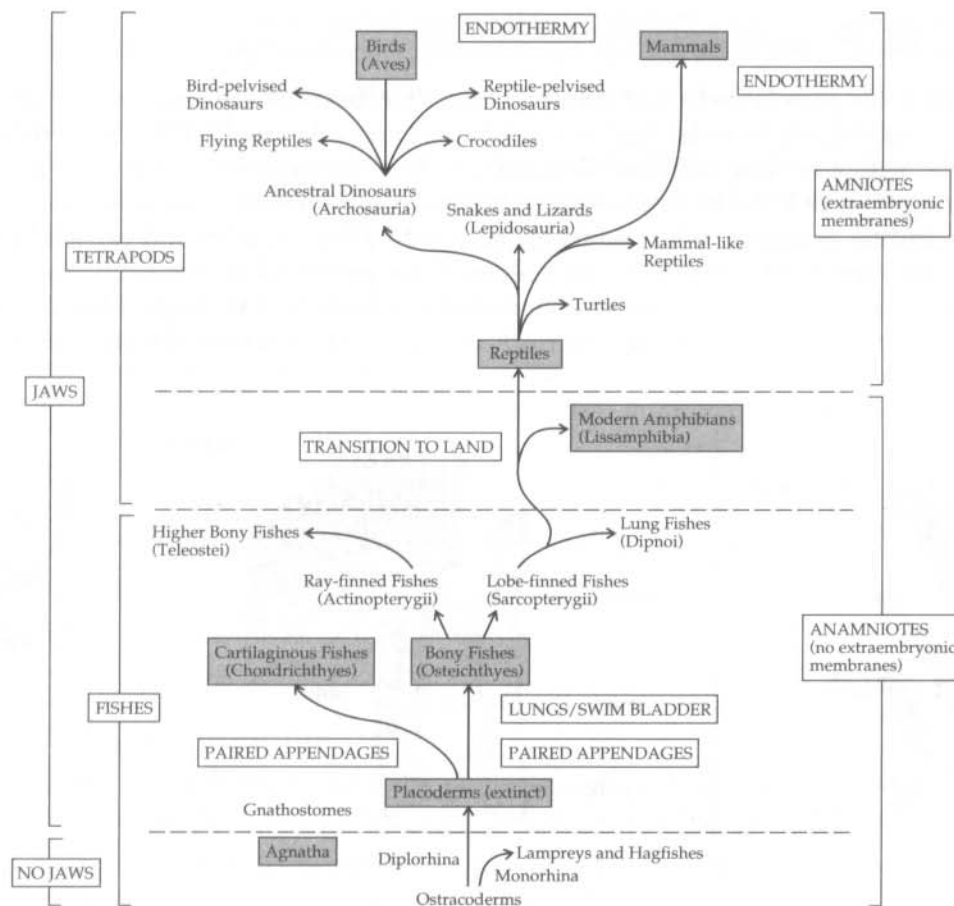 ENDOTHERMY
Birds
(Aves)
Mammals
ENDOTHERMY
Bird-pelvised
Dinosaurs
Reptile-pelvised
Dinosaurs
Flying Reptiles
Crocodiles
Ancestral Dinosaurs
(Archosauria)
Snakes and Lizards
(Lepidosauria)
AMNIOTES
(extraembryonic
membranes)
Mammal-like
Reptiles
TETRAPODS
Turtles
Reptiles
JAWS
Modern Amphibians
(Lissamphibia)
TRANSITION TO LAND
Higher Bony Fishes
(Teleostei)
Lung Fishes
(Dipnoi)
Ray-finned Fishes
(Actinopterygii)
Lobe-finned Fishes
(Sarcopterygii)
ANAMNIOTES
(no extraembryonic
membranes)
Cartilaginous Fishes
(Chondrichthyes)
Bony Fishes
(Osteichthyes)
FISHES
LUNGS/SWIM BLADDER
PAIRED APPENDAGES
PAIRED APPENDAGES
Placoderms (extinct)
Gnathostomes
Agnatha
Diplorhina
Lampreys and Hagfishes
Monorhina
NO JAWS
Ostracoderms